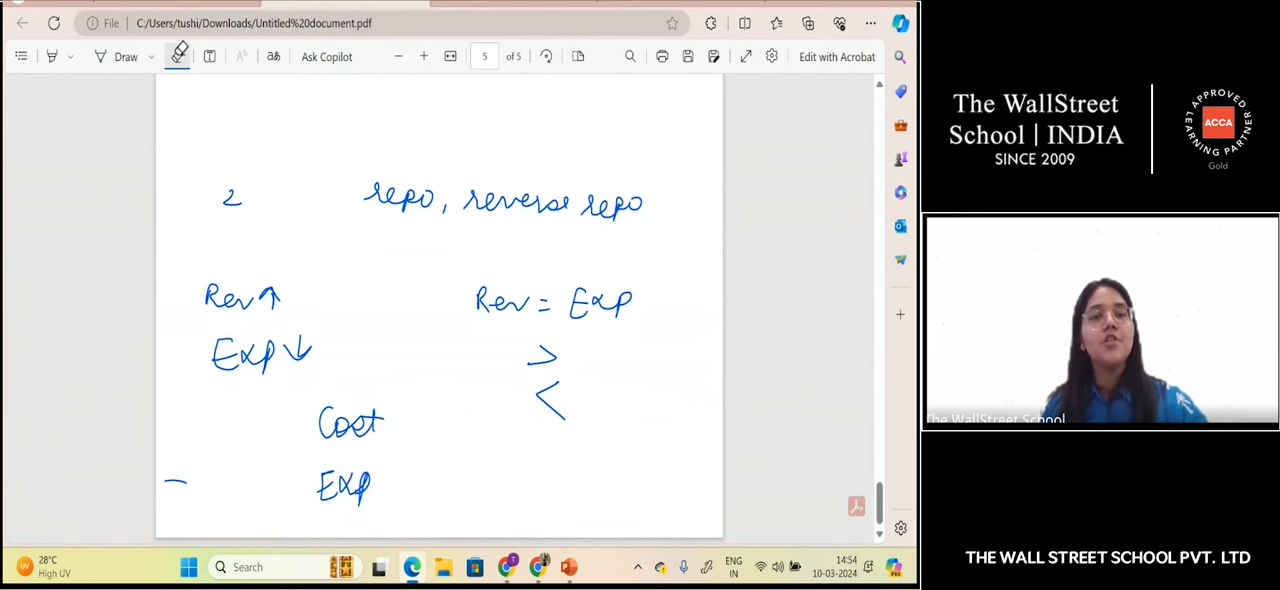 File C:/Users/tushi/Downloads/Untitled%20document.pdf
Draw Ask Copilot 5 of 5 Edit with Acrobat
2 repo, reverse repo
Rev ↑ Rev = Exp
Exp ↓ >
<
Cost
— Exp
The WallStreet
School | INDIA
SINCE 2009
APPROVED
ACCA
LEARNING PARTNER
Gold
The WallStreet School
THE WALL STREET SCHOOL PVT. LTD
28°C
High UV
Search
ENG
IN
14:54
10-03-2024